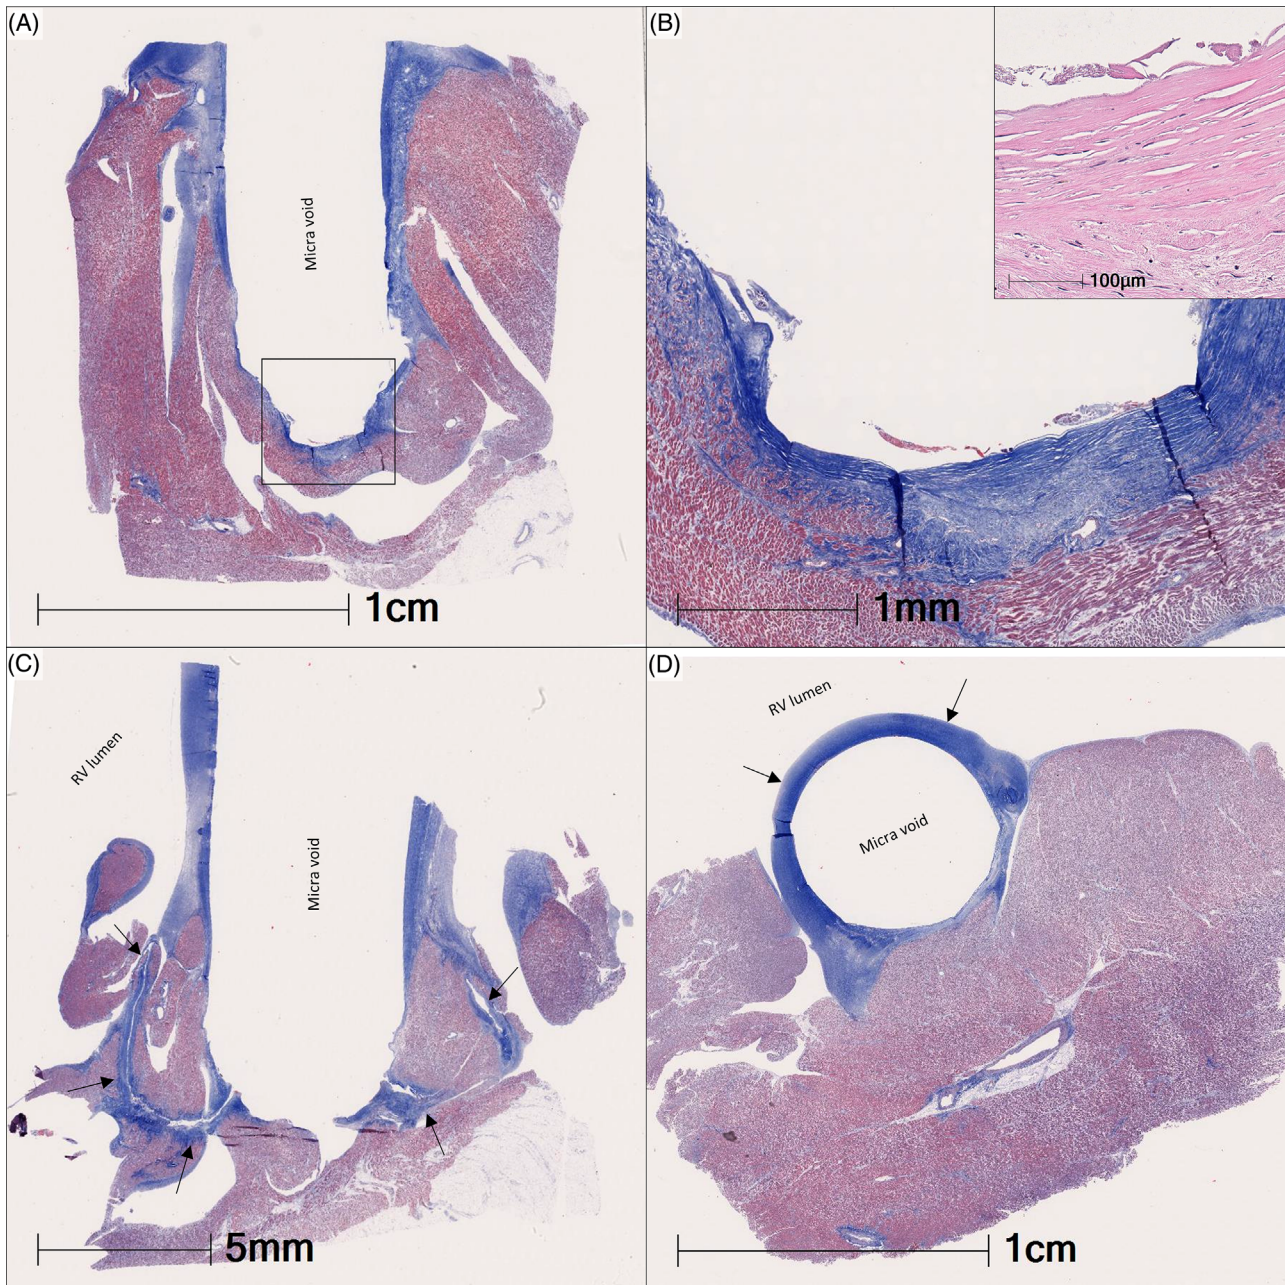 (A)
Micra void
1cm
(B)
100µm
1mm
(C)
RV lumen
Micra void
5mm
(D)
RV lumen
Micra void
1cm